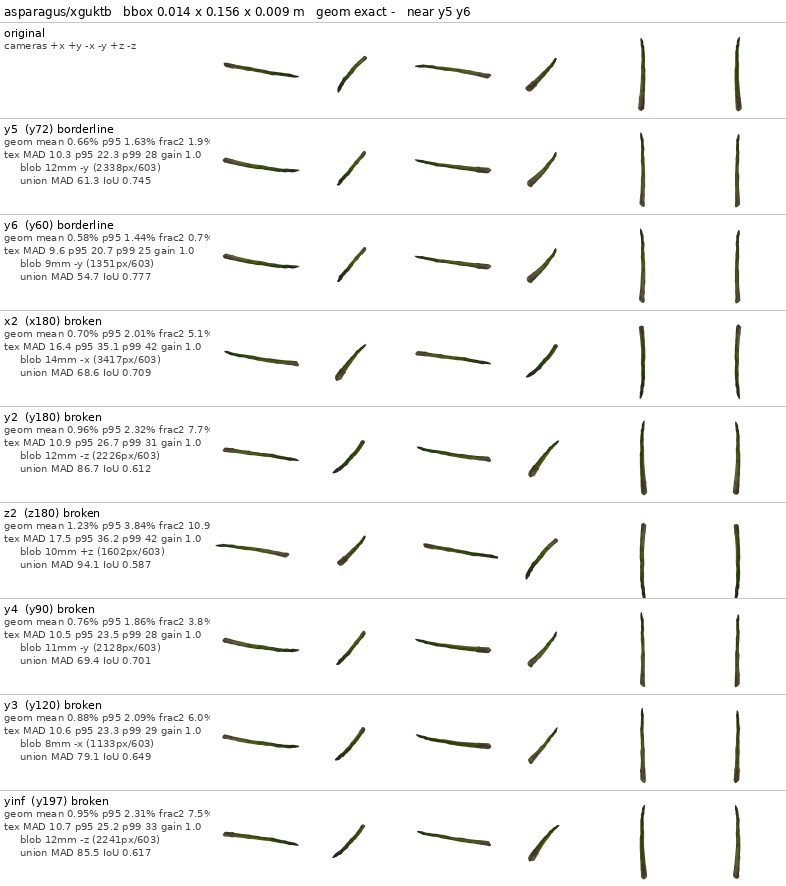 asparagus/xguktb   bbox 0.014 x 0.156 x 0.009 m   geom exact -   near y5 y6
original
cameras +x +y -x -y +z -z
y5  (y72) borderline
geom mean 0.66% p95 1.63% frac2 1.9%
tex MAD 10.3 p95 22.3 p99 28 gain 1.0
blob 12mm -y (2338px/603)
union MAD 61.3 IoU 0.745
y6  (y60) borderline
geom mean 0.58% p95 1.44% frac2 0.7%
tex MAD 9.6 p95 20.7 p99 25 gain 1.0
blob 9mm -y (1351px/603)
union MAD 54.7 IoU 0.777
x2  (x180) broken
geom mean 0.70% p95 2.01% frac2 5.1%
tex MAD 16.4 p95 35.1 p99 42 gain 1.0
blob 14mm -x (3417px/603)
union MAD 68.6 IoU 0.709
y2  (y180) broken
geom mean 0.96% p95 2.32% frac2 7.7%
tex MAD 10.9 p95 26.7 p99 31 gain 1.0
blob 12mm -z (2226px/603)
union MAD 86.7 IoU 0.612
z2  (z180) broken
geom mean 1.23% p95 3.84% frac2 10.9
tex MAD 17.5 p95 36.2 p99 42 gain 1.0
blob 10mm +z (1602px/603)
union MAD 94.1 IoU 0.587
y4  (y90) broken
geom mean 0.76% p95 1.86% frac2 3.8%
tex MAD 10.5 p95 23.5 p99 28 gain 1.0
blob 11mm -y (2128px/603)
union MAD 69.4 IoU 0.701
y3  (y120) broken
geom mean 0.88% p95 2.09% frac2 6.0%
tex MAD 10.6 p95 23.3 p99 29 gain 1.0
blob 8mm -x (1133px/603)
union MAD 79.1 IoU 0.649
yinf  (y197) broken
geom mean 0.95% p95 2.31% frac2 7.5%
tex MAD 10.7 p95 25.2 p99 33 gain 1.0
blob 12mm -z (2241px/603)
union MAD 85.5 IoU 0.617